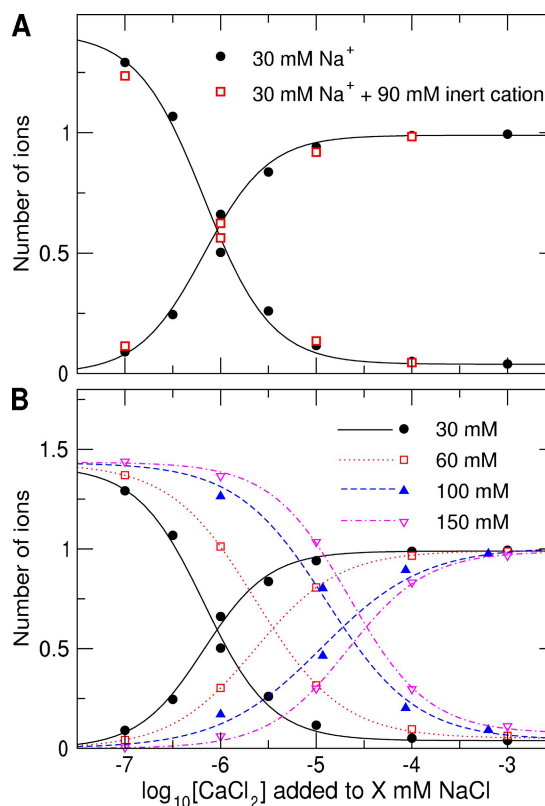 A
30 mM Na+
30 mM Na+ + 90 mM inert cation
Number of ions
1
0.5
0
B
1.5
30 mM
60 mM
100 mM
150 mM
Number of ions
1
0.5
0
-7 -6 -5 -4 -3
log10[CaCl2] added to X mM NaCl